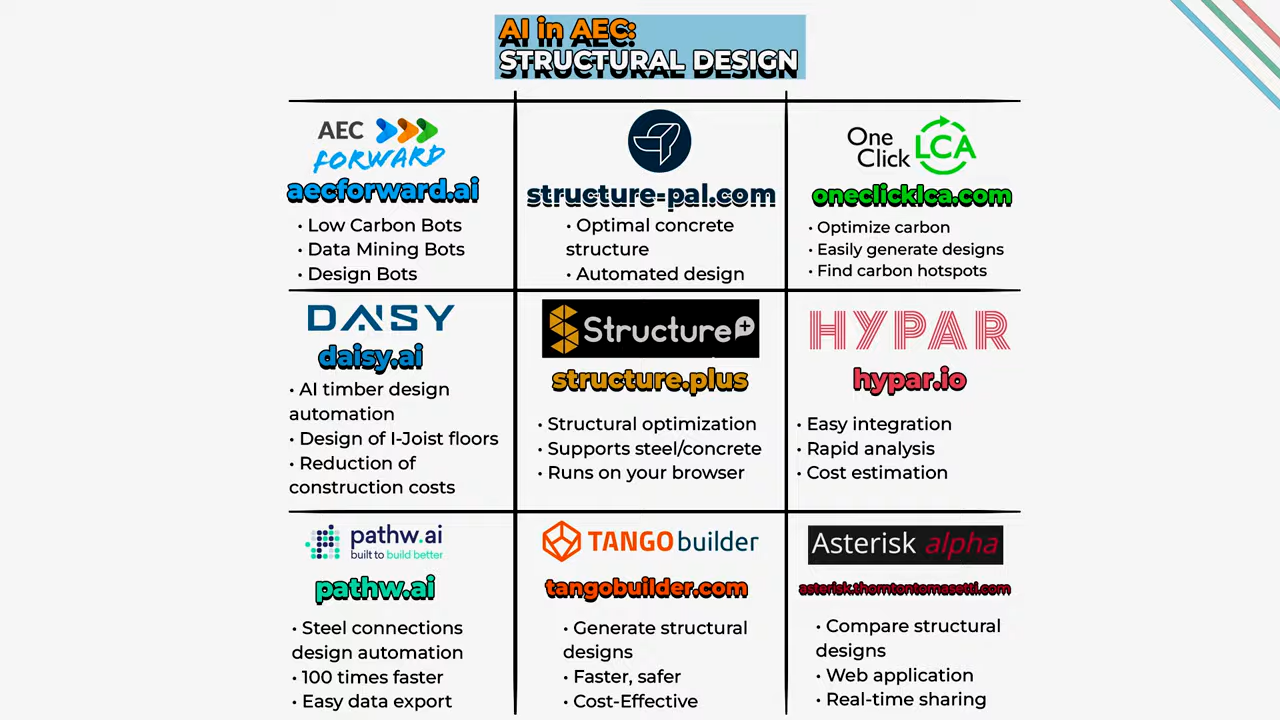 AI in AEC:
STRUCTURAL DESIGN
AEC
FORWARD
aecforward.ai
• Low Carbon Bots
• Data Mining Bots
• Design Bots
structure-pal.com
• Optimal concrete
structure
• Automated design
One
Click
LCA
oneclicklca.com
• Optimize carbon
• Easily generate designs
• Find carbon hotspots
DAISY
daisy.ai
• AI timber design
automation
• Design of I-Joist floors
• Reduction of
construction costs
Structure+
structure.plus
• Structural optimization
• Supports steel/concrete
• Runs on your browser
HYPAR
hypar.io
• Easy integration
• Rapid analysis
• Cost estimation
pathw.ai
built to build better
pathw.ai
• Steel connections
design automation
• 100 times faster
• Easy data export
TANGObuilder
tangobuilder.com
• Generate structural
designs
• Faster, safer
• Cost-Effective
Asterisk alpha
asterisk.thorntontomasetti.com
• Compare structural
designs
• Web application
• Real-time sharing